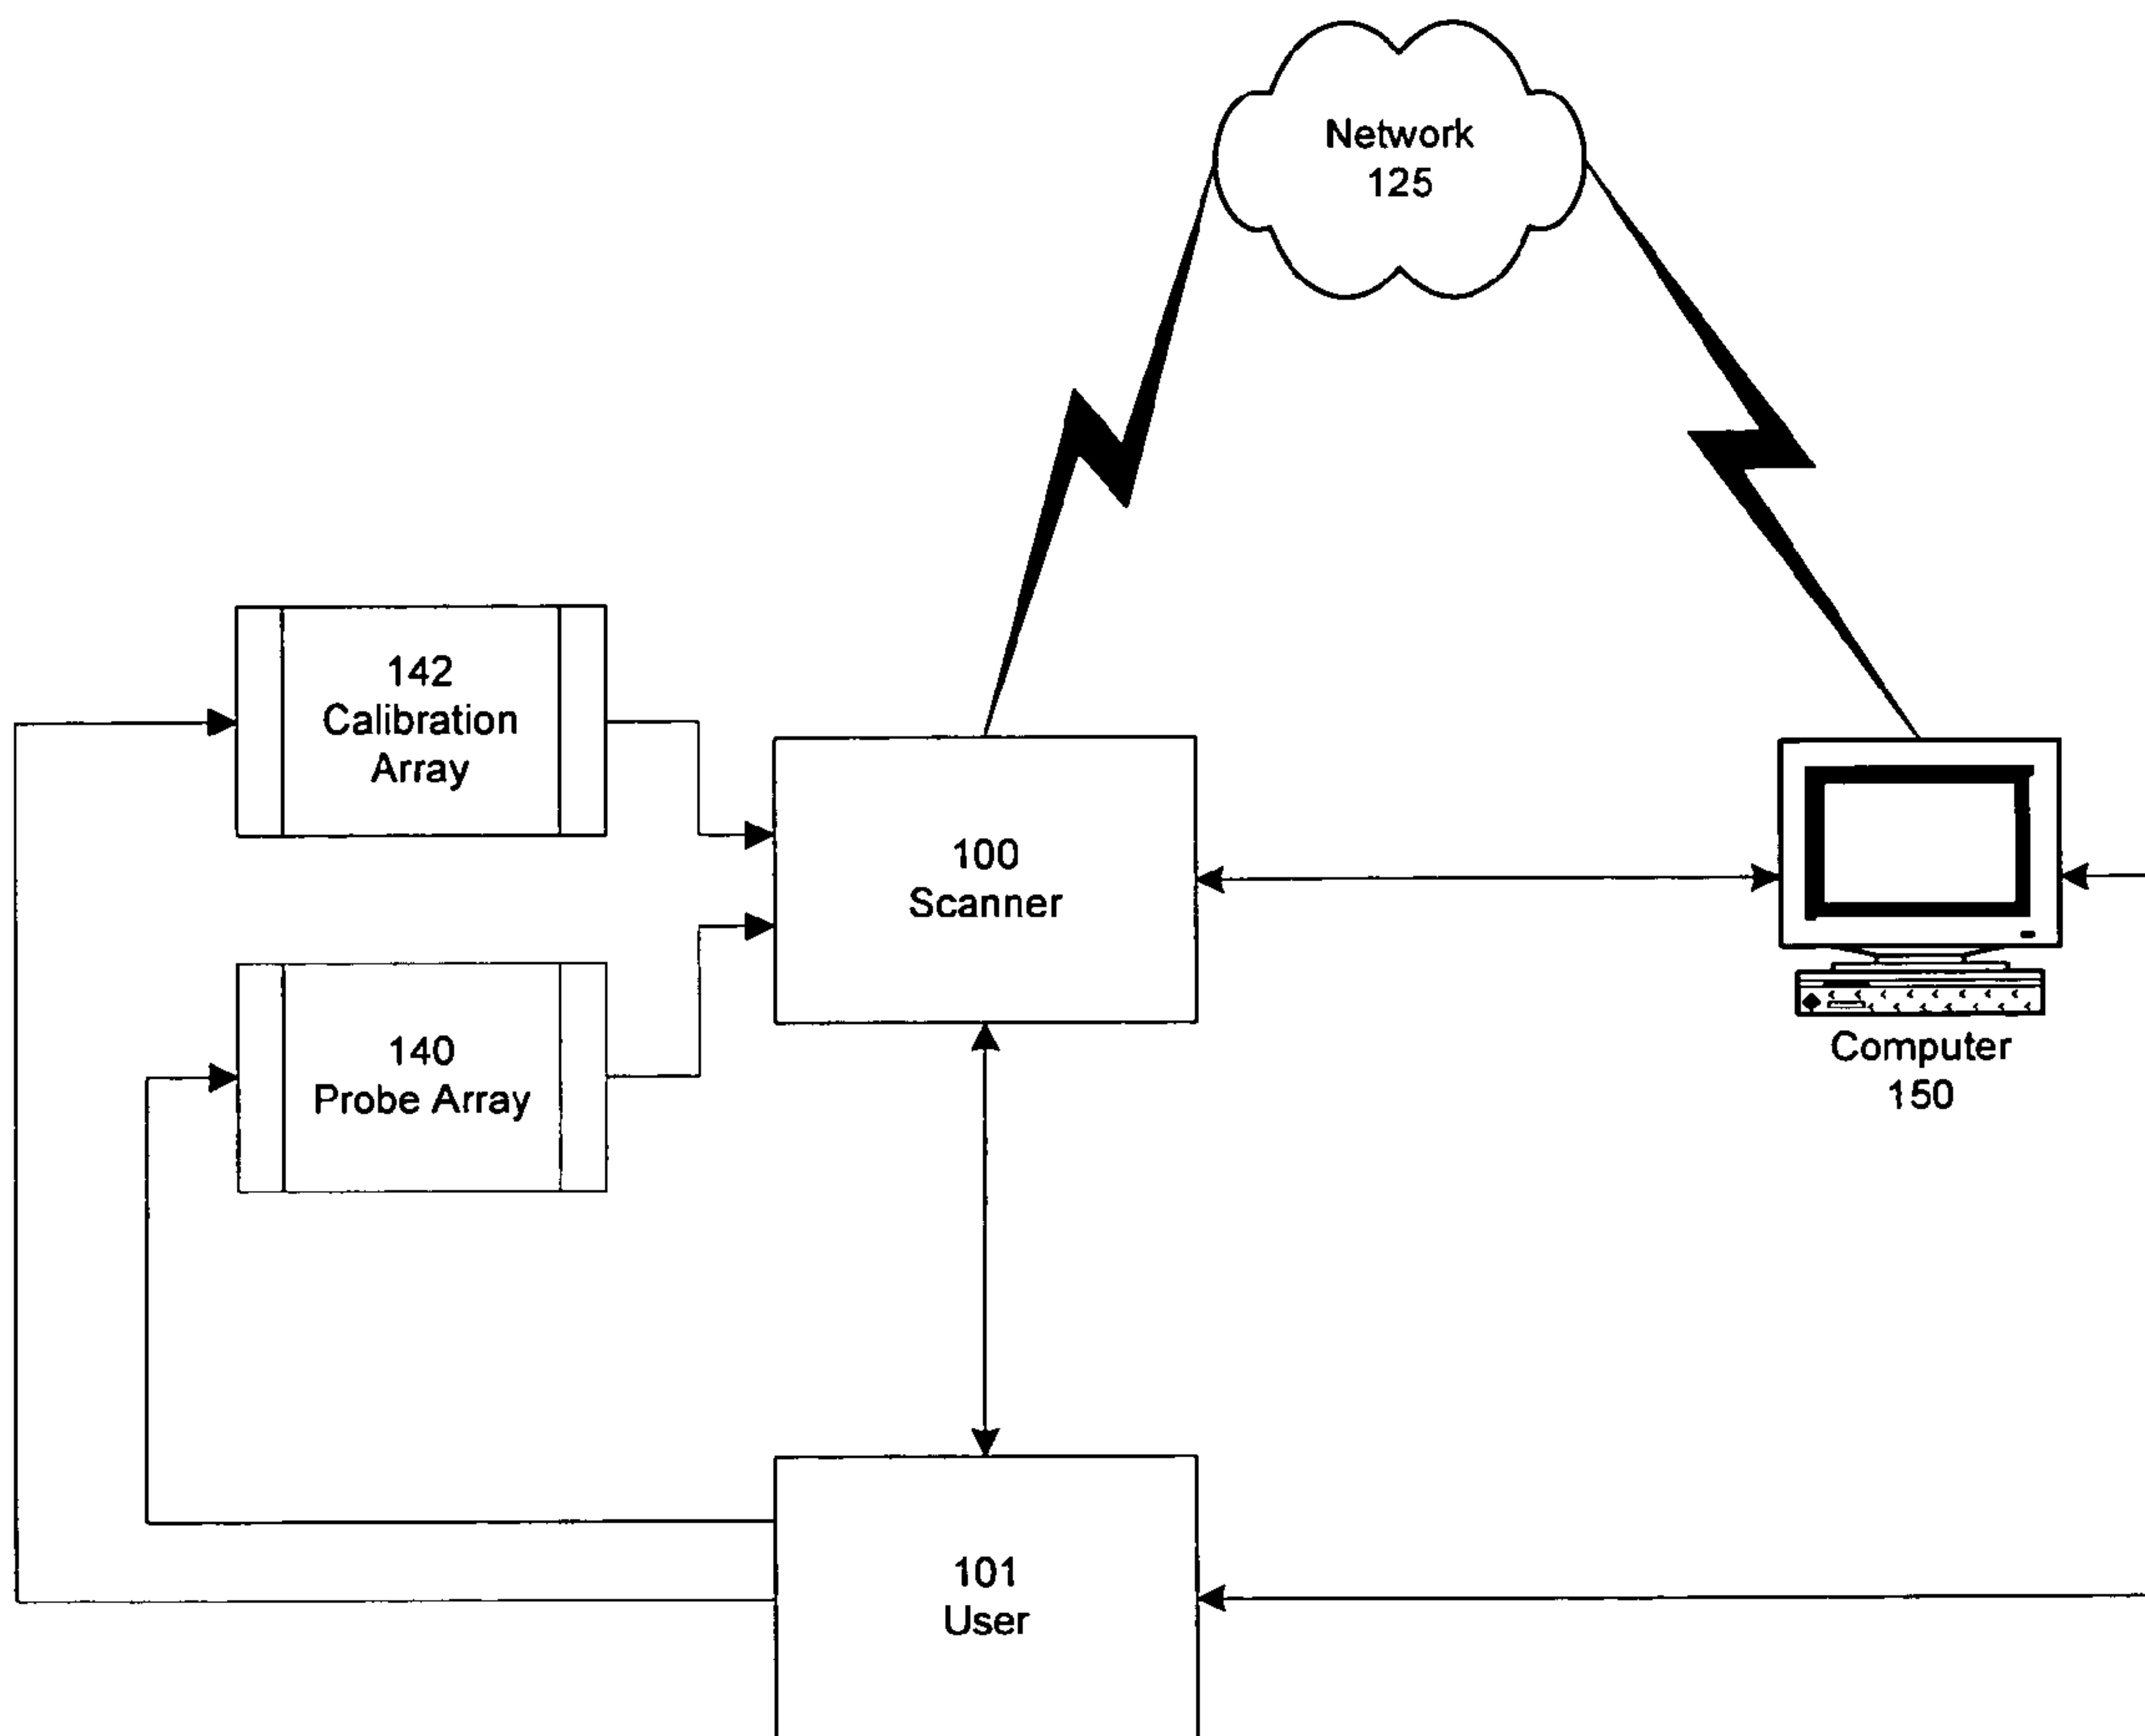 Network
125
142
Calibration
Array
100
Scanner
140
Probe Array
Computer
150
101
User